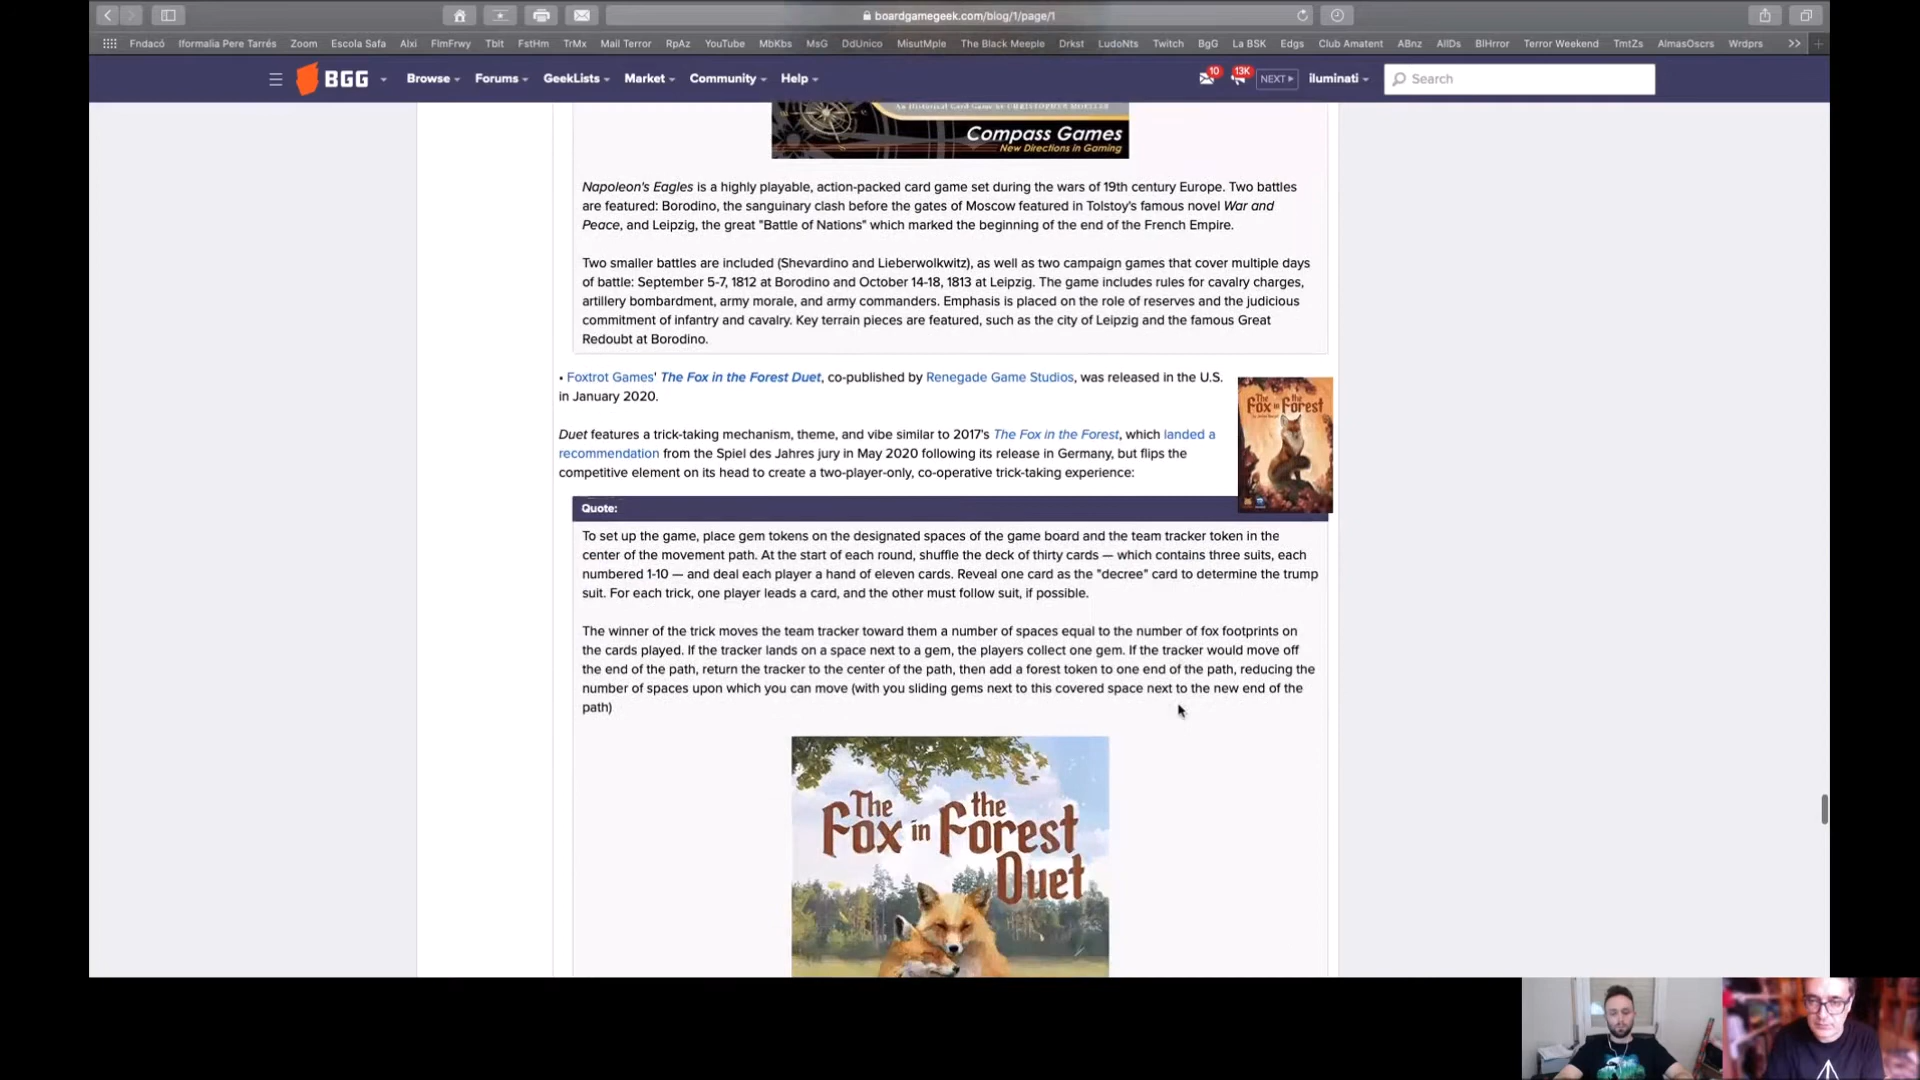 boardgamegeek.com/blog/1/page/1
Fndacó Iformalia Pere Tarrés Zoom Escola Safa Alxi FlmFrwy Tblt FstHm TrMx Mail Terror RpAz YouTube MbKbs MsG DdUnico MisutMple The Black Meeple Drkst LudoNts Twitch BgG La BSK Edgs Club Amatent ABnz AllDs BlHrror Terror Weekend TmtZs AlmasOscrs Wrdprs
BGG Browse Forums GeekLists Market Community Help 10 13K NEXT iluminati Search
An Historical Card Game by CHRISTOPHER MOELLER
Compass Games
New Directions in Gaming
Napoleon's Eagles is a highly playable, action-packed card game set during the wars of 19th century Europe. Two battles
are featured: Borodino, the sanguinary clash before the gates of Moscow featured in Tolstoy's famous novel War and
Peace, and Leipzig, the great "Battle of Nations" which marked the beginning of the end of the French Empire.
Two smaller battles are included (Shevardino and Lieberwolkwitz), as well as two campaign games that cover multiple days
of battle: September 5-7, 1812 at Borodino and October 14-18, 1813 at Leipzig. The game includes rules for cavalry charges,
artillery bombardment, army morale, and army commanders. Emphasis is placed on the role of reserves and the judicious
commitment of infantry and cavalry. Key terrain pieces are featured, such as the city of Leipzig and the famous Great
Redoubt at Borodino.
• Foxtrot Games' The Fox in the Forest Duet, co-published by Renegade Game Studios, was released in the U.S.
in January 2020.
Duet features a trick-taking mechanism, theme, and vibe similar to 2017's The Fox in the Forest, which landed a
recommendation from the Spiel des Jahres jury in May 2020 following its release in Germany, but flips the
competitive element on its head to create a two-player-only, co-operative trick-taking experience:
The Fox in the Forest
Quote:
To set up the game, place gem tokens on the designated spaces of the game board and the team tracker token in the
center of the movement path. At the start of each round, shuffle the deck of thirty cards — which contains three suits, each
numbered 1-10 — and deal each player a hand of eleven cards. Reveal one card as the "decree" card to determine the trump
suit. For each trick, one player leads a card, and the other must follow suit, if possible.
The winner of the trick moves the team tracker toward them a number of spaces equal to the number of fox footprints on
the cards played. If the tracker lands on a space next to a gem, the players collect one gem. If the tracker would move off
the end of the path, return the tracker to the center of the path, then add a forest token to one end of the path, reducing the
number of spaces upon which you can move (with you sliding gems next to this covered space next to the new end of the
path)
The Fox in the Forest
Duet